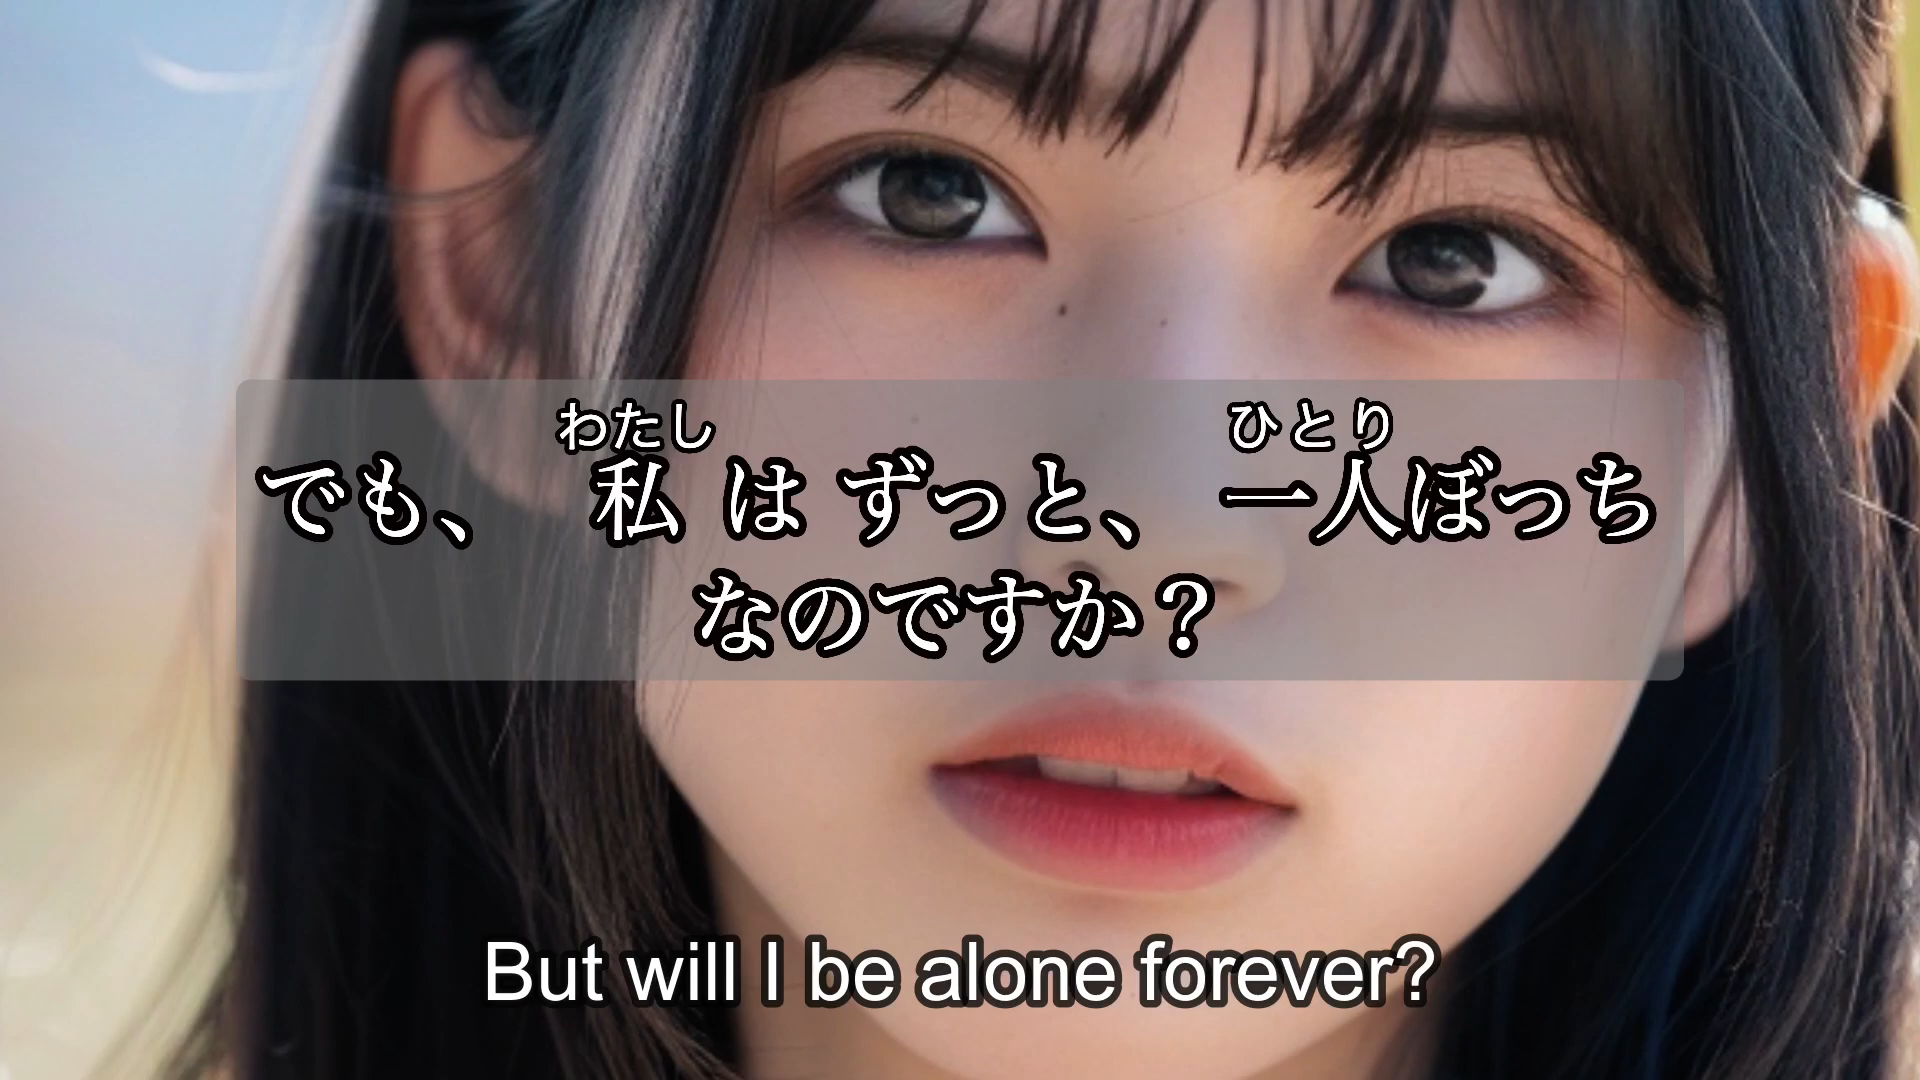 わたし ひとり
でも、 私 は ずっと、 一人ぼっち
なのですか？
But will I be alone forever?